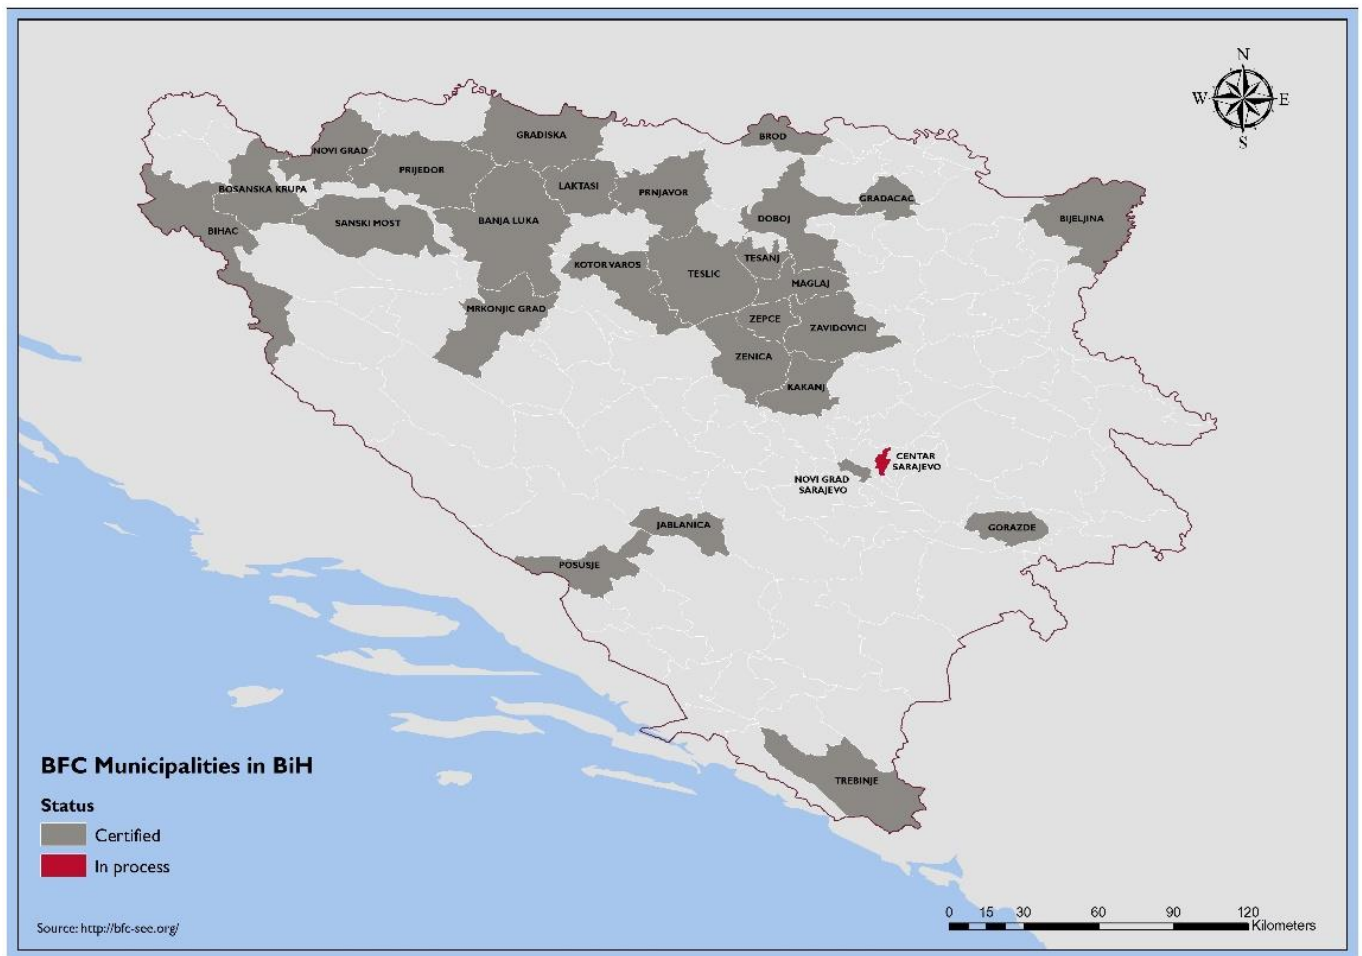 N
W E
S
BROD
GRADISKA
NOVI GRAD
PRIJEDOR
LAKTASI
BOSANSKA KRUPA
PRNJAVOR
GRADACAC
BIJELJINA
SANSKI MOST
BANJA LUKA
DOBOJ
BIHAC
TESANJ
KOTOR VAROS
TESLIC
MAGLAJ
MRKONJIC GRAD
ZEPCE
ZAVIDOVICI
ZENICA
KAKANJ
CENTAR
SARAJEVO
NOVI GRAD
SARAJEVO
JABLANICA
GORAZDE
POSUSJE
TREBINJE
BFC Municipalities in BiH
Status
Certified
In process
Source: http://bfc-see.org/
0 15 30 60 90 120
Kilometers